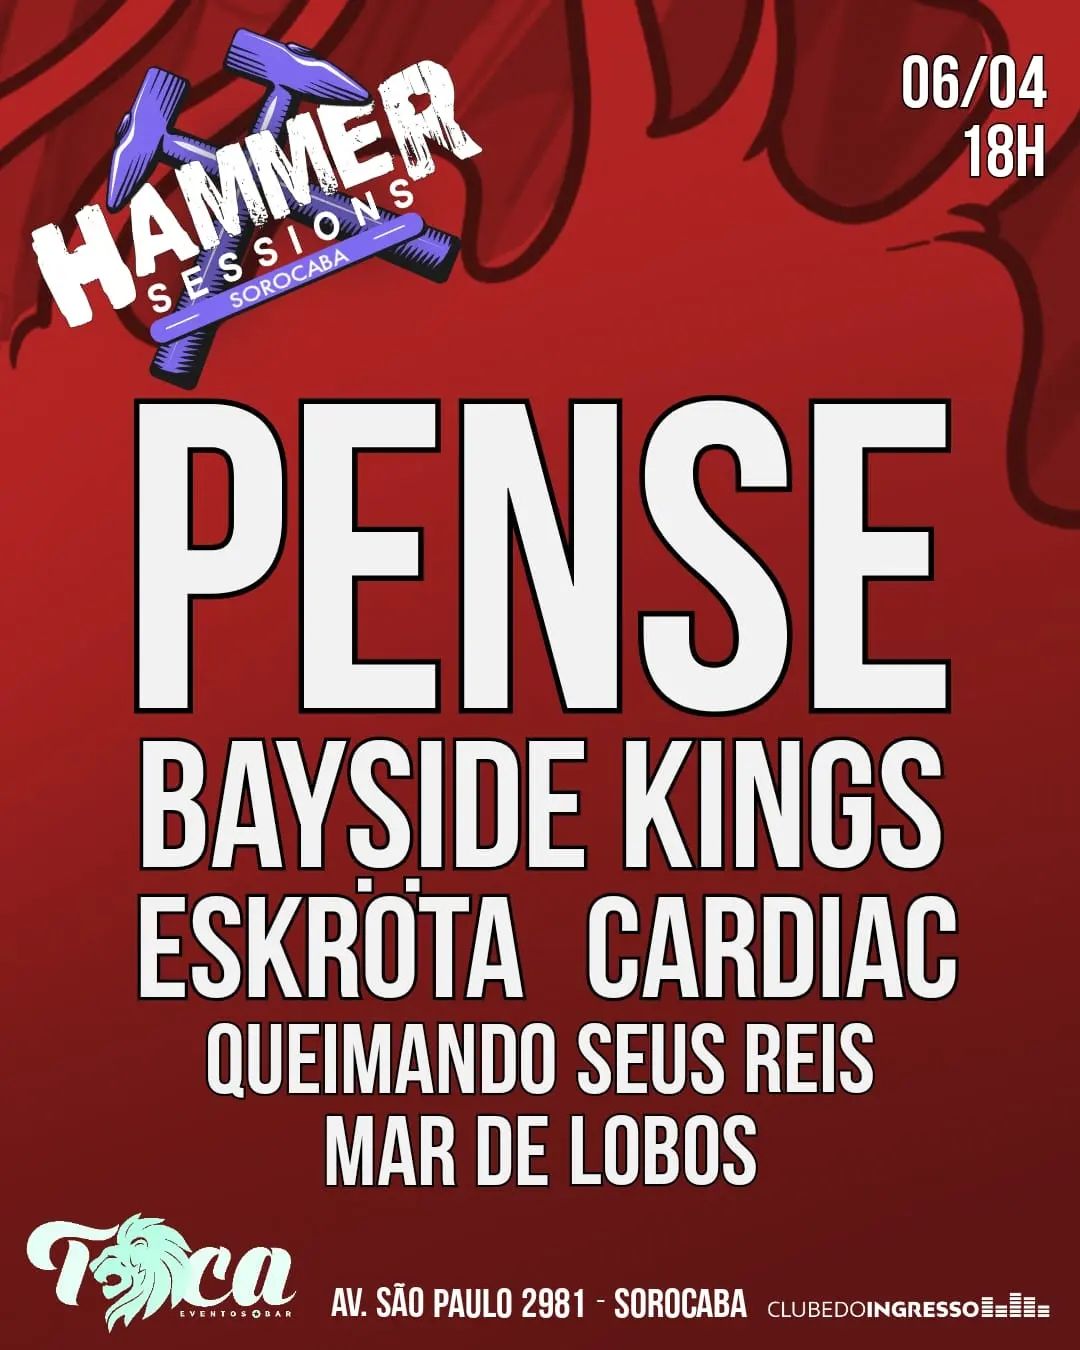 HAMMER
SESSIONS
SOROCABA
06/04
18H
PENSE
BAYSIDE KINGS
ESKRÖTA CARDIAC
QUEIMANDO SEUS REIS
MAR DE LOBOS
Toca
EVENTOS BAR
AV. SÃO PAULO 2981 - SOROCABA
CLUBEDOINGRESSO